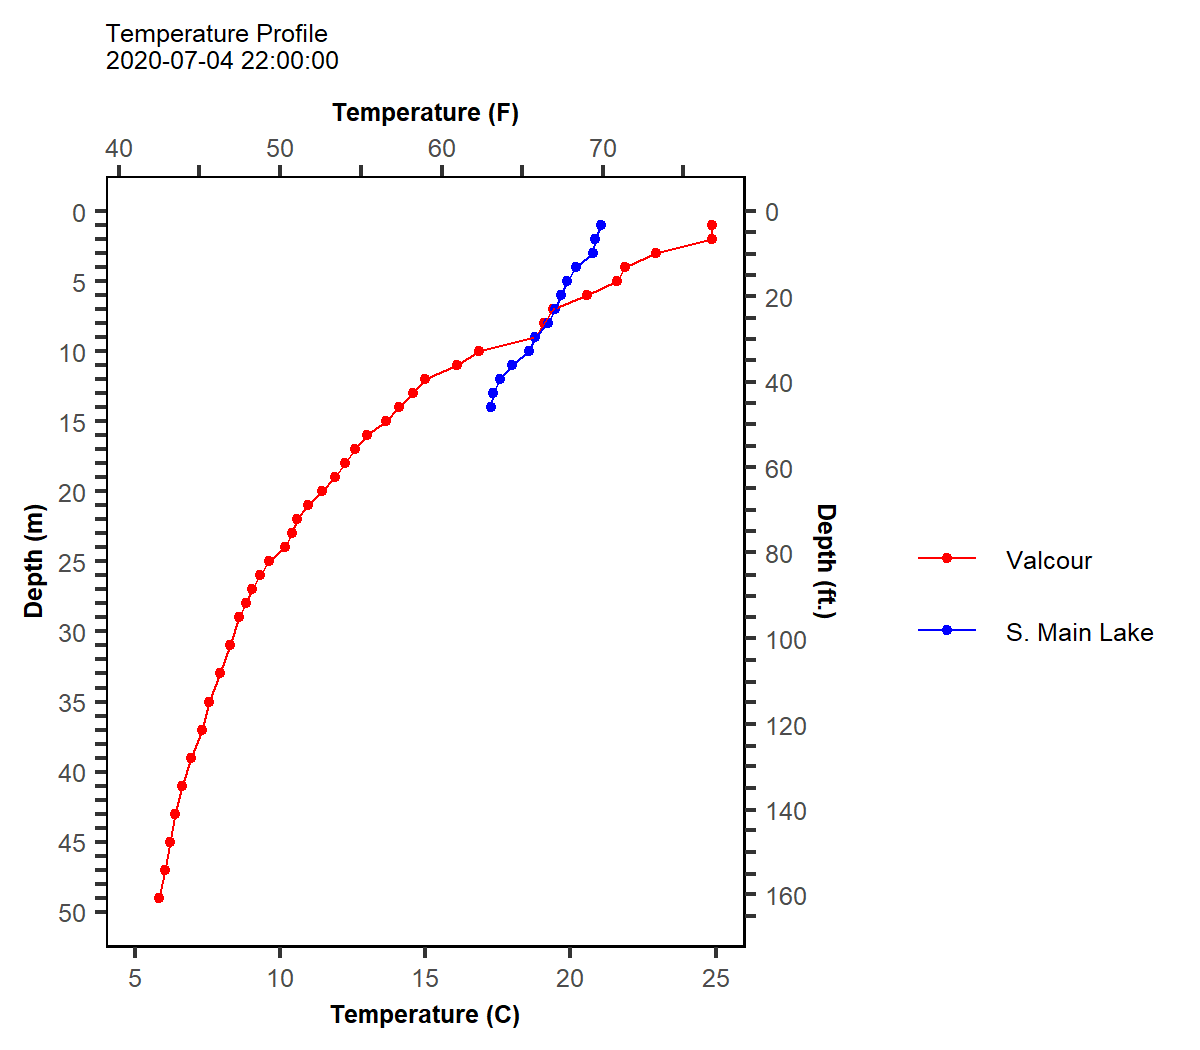 Temperature Profile
2020-07-04 22:00:00
Temperature (F)
40 50 60 70
0
5
10
15
20
25
30
35
40
45
50
Depth (m)
0
20
40
60
80
100
120
140
160
Depth (ft.)
Valcour
S. Main Lake
5 10 15 20 25
Temperature (C)